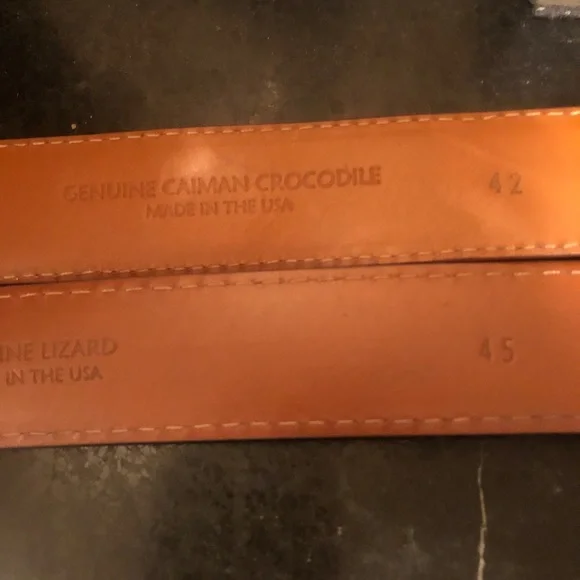 GENUINE CAIMAN CROCODILE 42
MADE IN THE USA
INE LIZARD 45
IN THE USA